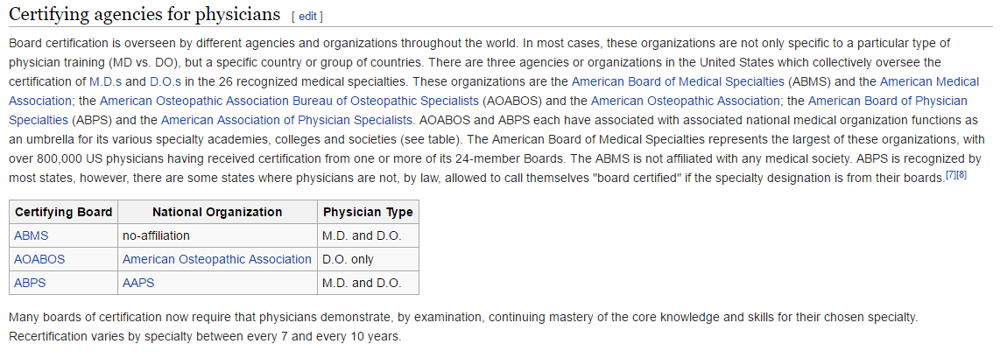 Certifying agencies for physicians [ edit ]
Board certification is overseen by different agencies and organizations throughout the world. In most cases, these organizations are not only specific to a particular type of
physician training (MD vs. DO), but a specific country or group of countries. There are three agencies or organizations in the United States which collectively oversee the
certification of M.D.s and D.O.s in the 26 recognized medical specialties. These organizations are the American Board of Medical Specialties (ABMS) and the American Medical
Association; the American Osteopathic Association Bureau of Osteopathic Specialists (AOABOS) and the American Osteopathic Association; the American Board of Physician
Specialties (ABPS) and the American Association of Physician Specialists. AOABOS and ABPS each have associated with associated national medical organization functions as
an umbrella for its various specialty academies, colleges and societies (see table). The American Board of Medical Specialties represents the largest of these organizations, with
over 800,000 US physicians having received certification from one or more of its 24-member Boards. The ABMS is not affiliated with any medical society. ABPS is recognized by
most states, however, there are some states where physicians are not, by law, allowed to call themselves "board certified" if the specialty designation is from their boards.[7][8]
Certifying Board National Organization Physician Type
ABMS no-affiliation M.D. and D.O.
AOABOS American Osteopathic Association D.O. only
ABPS AAPS M.D. and D.O.
Many boards of certification now require that physicians demonstrate, by examination, continuing mastery of the core knowledge and skills for their chosen specialty.
Recertification varies by specialty between every 7 and every 10 years.